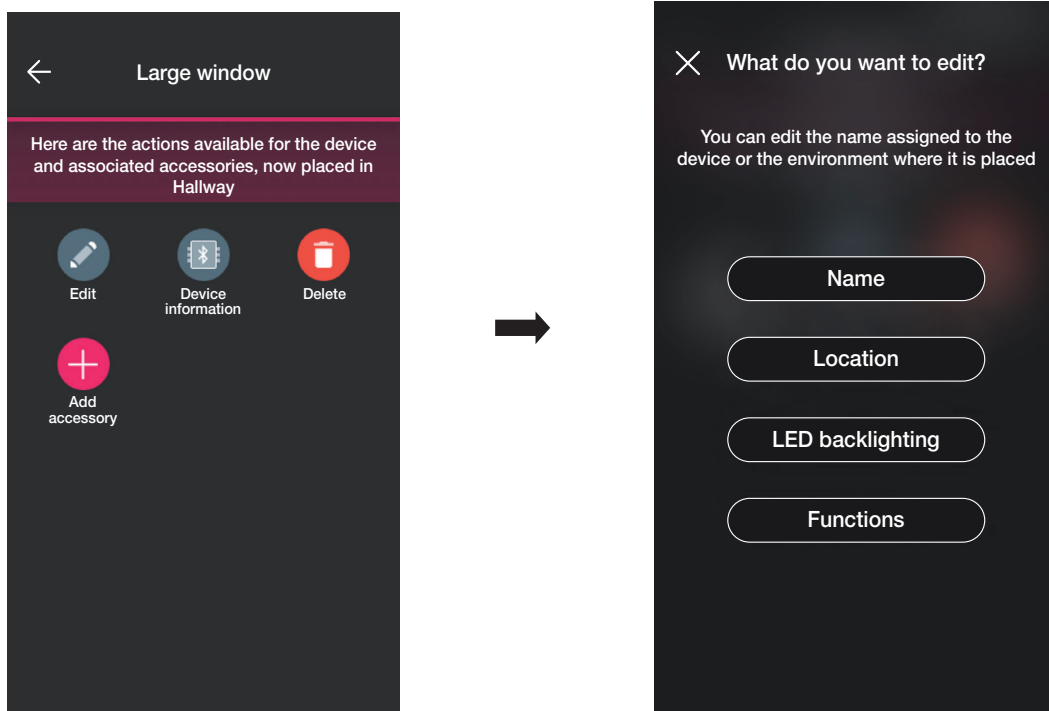 Large window
Here are the actions available for the device
and associated accessories, now placed in
Hallway
Edit
Device
information
Delete
Add
accessory
What do you want to edit?
You can edit the name assigned to the
device or the environment where it is placed
Name
Location
LED backlighting
Functions